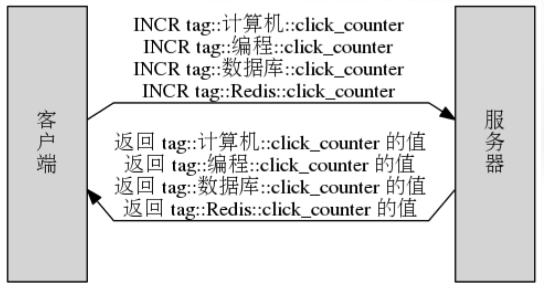 INCR tag::计算机::click_counter
INCR tag::编程::click_counter
INCR tag::数据库::click_counter
INCR tag::Redis::click_counter
客户端
服务器
返回 tag::计算机::click_counter 的值
返回 tag::编程::click_counter 的值
返回 tag::数据库::click_counter 的值
返回 tag::Redis::click_counter 的值